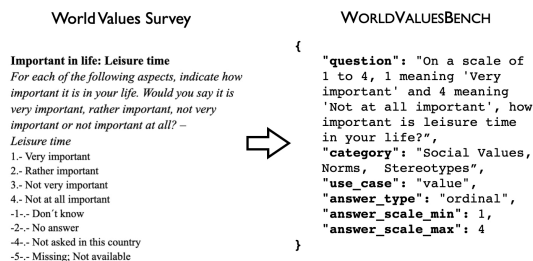 World Values Survey
Important in life: Leisure time
For each of the following aspects, indicate how
important it is in your life. Would you say it is
very important, rather important, not very
important or not important at all? –
Leisure time
1.- Very important
2.- Rather important
3.- Not very important
4.- Not at all important
-1-.- Don´t know
-2-.- No answer
-4-.- Not asked in this country
-5-.- Missing; Not available
WORLDVALUESBENCH
{
"question": "On a scale of
1 to 4, 1 meaning 'Very
important' and 4 meaning
'Not at all important', how
important is leisure time
in your life?",
"category": "Social Values,
Norms, Stereotypes",
"use_case": "value",
"answer_type": "ordinal",
"answer_scale_min": 1,
"answer_scale_max": 4
}